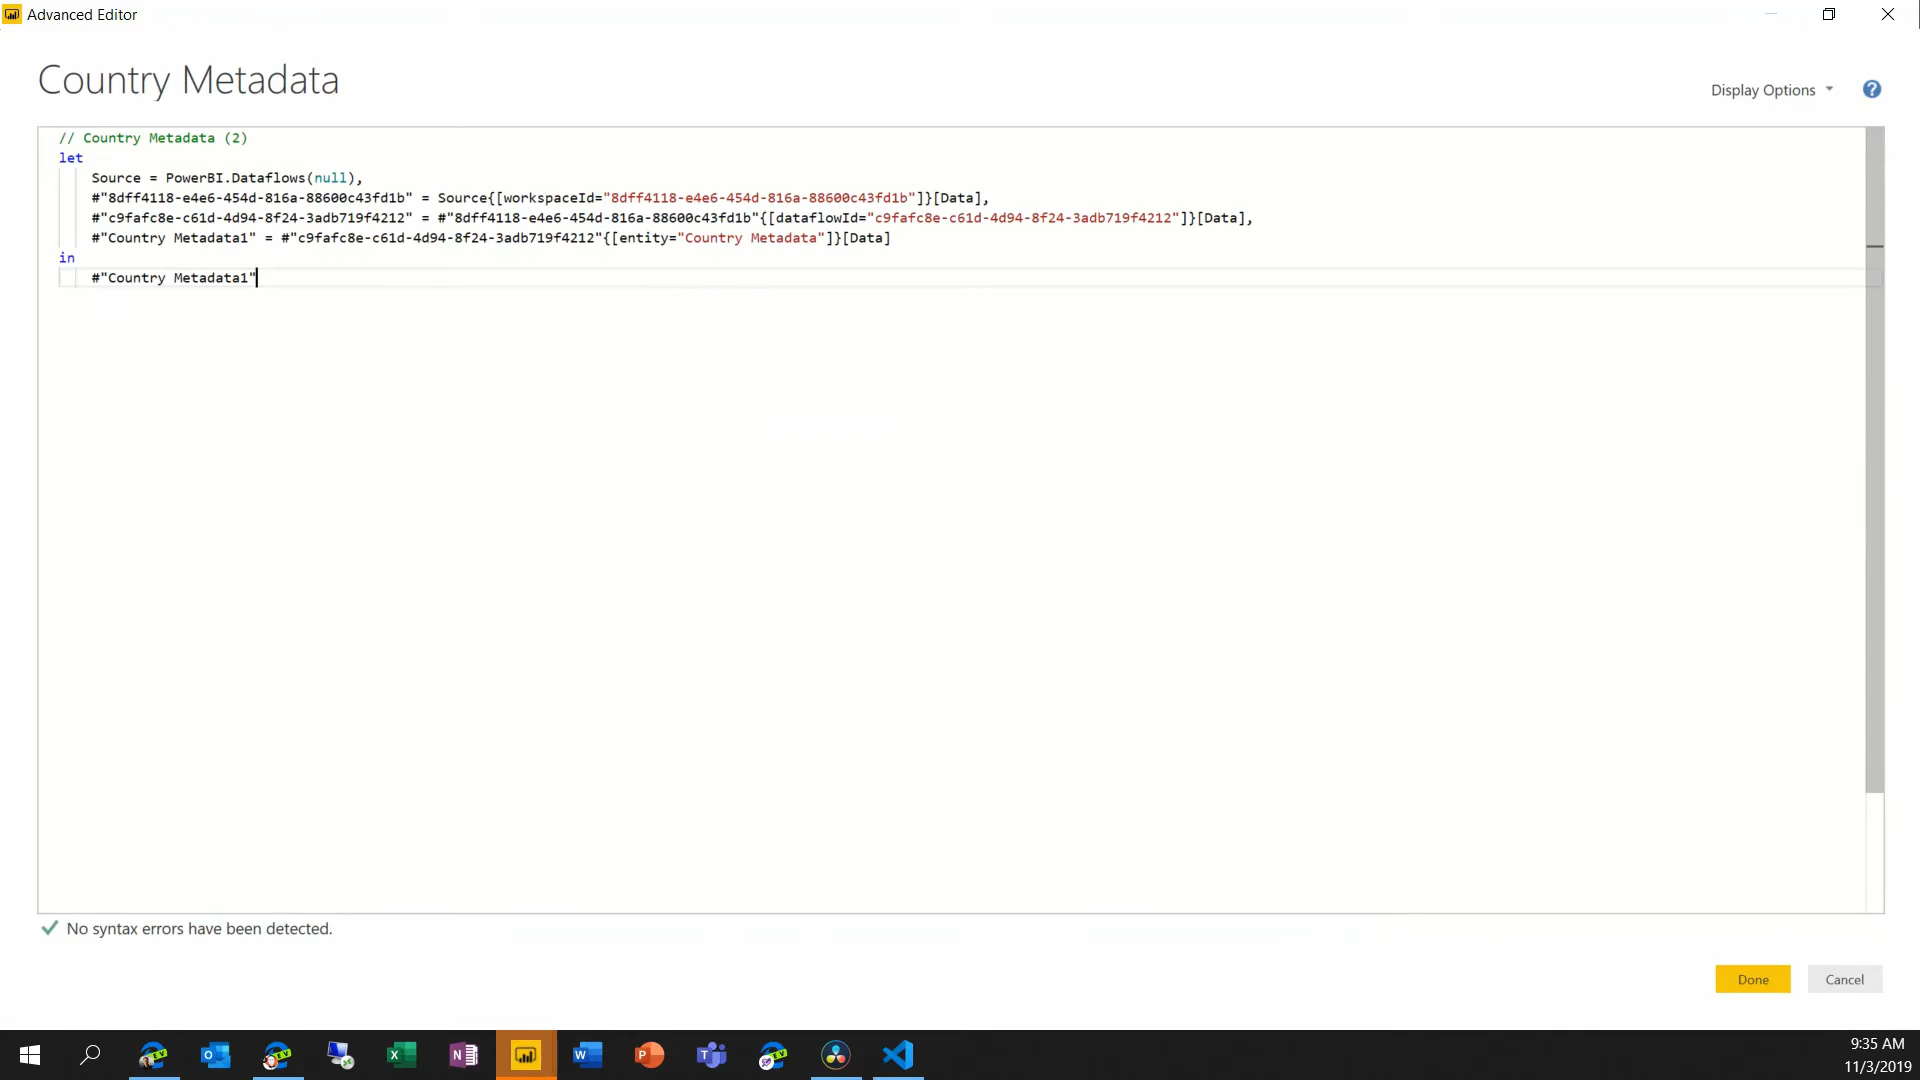 Advanced Editor
Country Metadata
Display Options
// Country Metadata (2)
let
Source = PowerBI.Dataflows(null),
#"8dff4118-e4e6-454d-816a-88600c43fd1b" = Source{[workspaceId="8dff4118-e4e6-454d-816a-88600c43fd1b"]}[Data],
#"c9fafc8e-c61d-4d94-8f24-3adb719f4212" = #"8dff4118-e4e6-454d-816a-88600c43fd1b"{[dataflowId="c9fafc8e-c61d-4d94-8f24-3adb719f4212"]}[Data],
#"Country Metadata1" = #"c9fafc8e-c61d-4d94-8f24-3adb719f4212"{[entity="Country Metadata"]}[Data]
in
#"Country Metadata1"
No syntax errors have been detected.
Done
Cancel
9:35 AM
11/3/2019